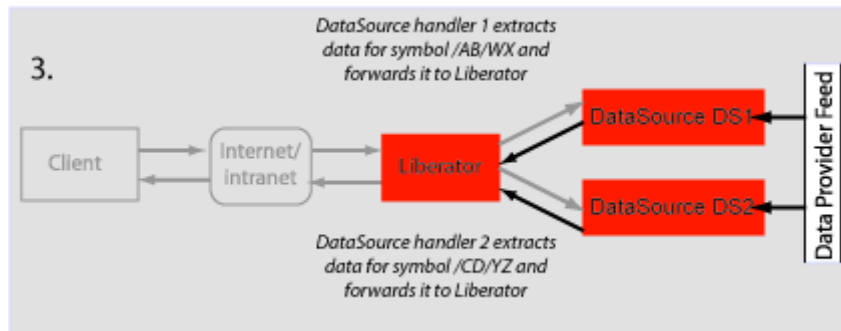 DataSource handler 1 extracts
data for symbol /AB/WX and
forwards it to Liberator
3.
Client
Internet/
intranet
Liberator
DataSource DS1
DataSource DS2
Data Provider Feed
DataSource handler 2 extracts
data for symbol /CD/YZ and
forwards it to Liberator